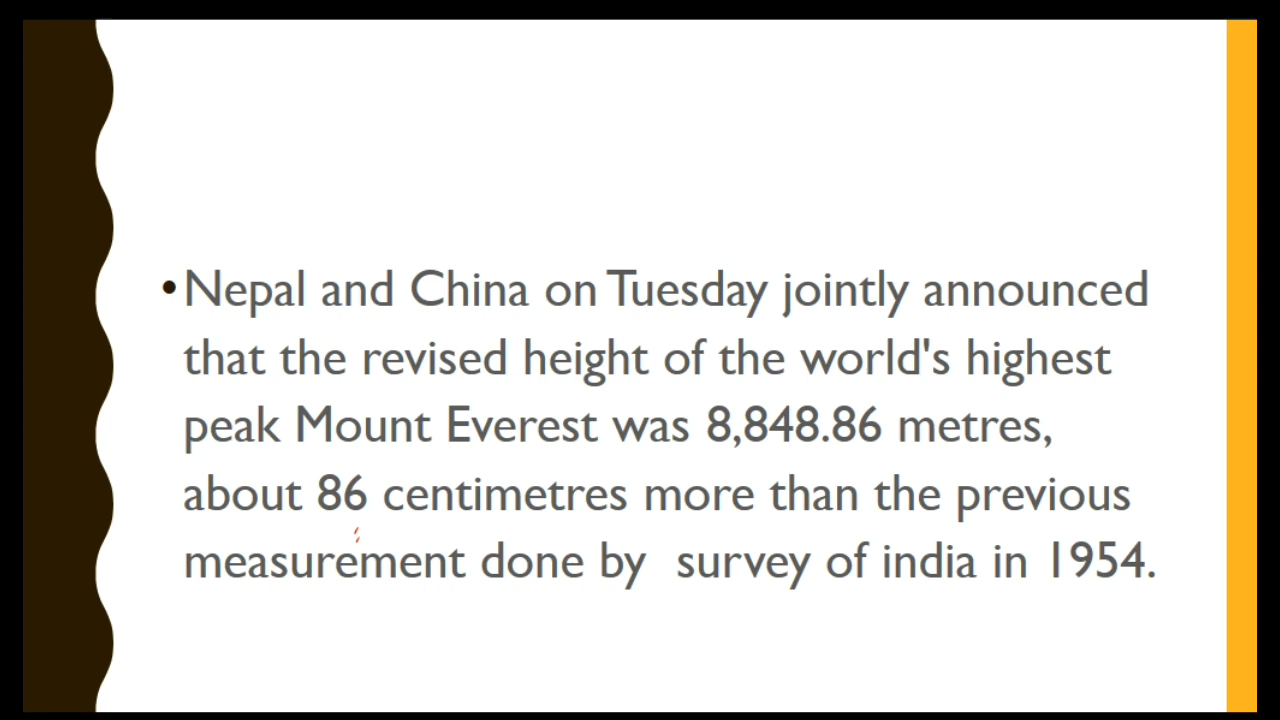 •Nepal and China on Tuesday jointly announced
that the revised height of the world's highest
peak Mount Everest was 8,848.86 metres,
about 86 centimetres more than the previous
measurement done by  survey of india in 1954.